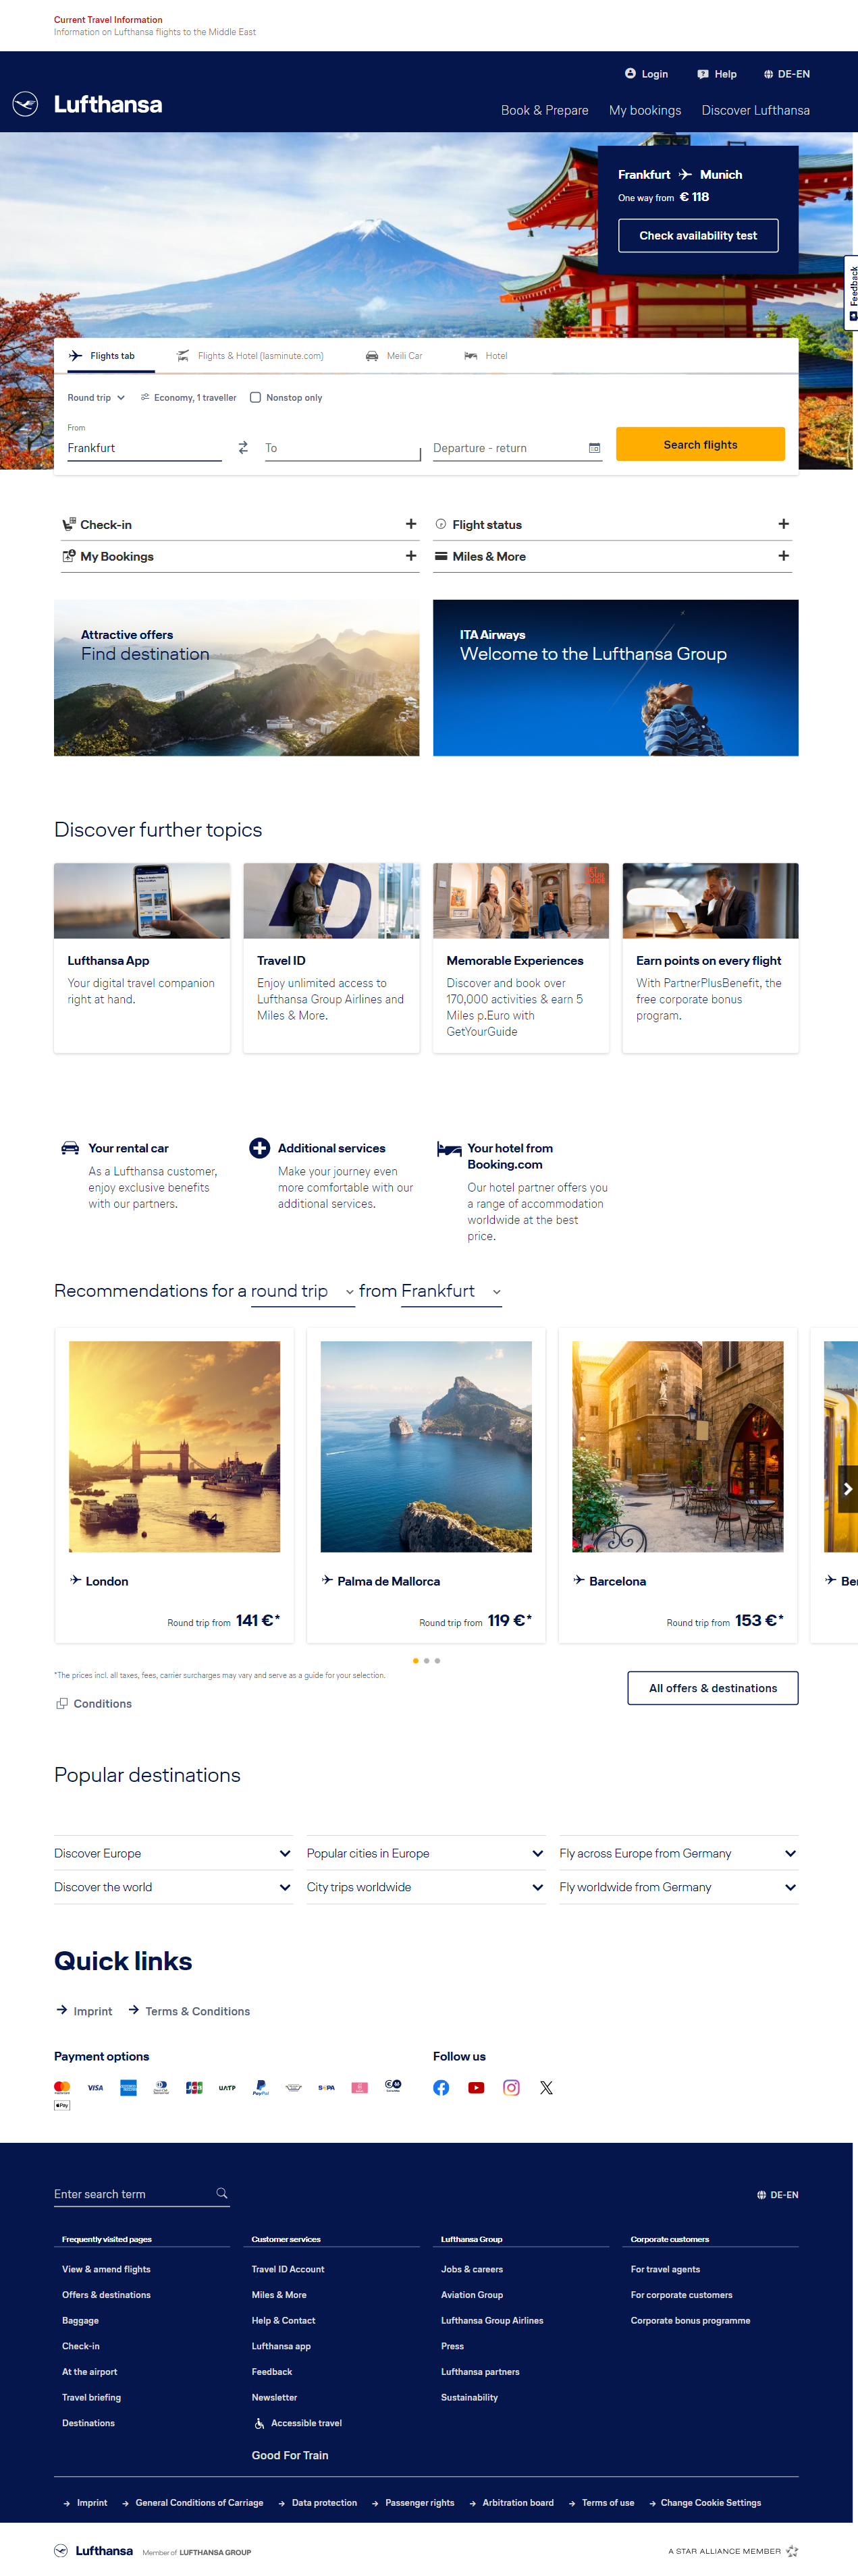 Current Travel Information
Information on Lufthansa flights to the Middle East
Login
Help
DE-EN
Lufthansa
Book & Prepare
My bookings
Discover Lufthansa
Frankfurt Munich
One way from € 118
Check availability test
Feedback
Flights tab
Flights & Hotel (lasminute.com)
Meili Car
Hotel
Round trip
Economy, 1 traveller
Nonstop only
From
Frankfurt
To
Departure - return
Search flights
Check-in
Flight status
My Bookings
Miles & More
Attractive offers
Find destination
ITA Airways
Welcome to the Lufthansa Group
Discover further topics
Lufthansa App
Your digital travel companion
right at hand.
Travel ID
Enjoy unlimited access to
Lufthansa Group Airlines and
Miles & More.
Memorable Experiences
Discover and book over
170,000 activities & earn 5
Miles p.Euro with
GetYourGuide
Earn points on every flight
With PartnerPlusBenefit, the
free corporate bonus
program.
Your rental car
As a Lufthansa customer,
enjoy exclusive benefits
with our partners.
Additional services
Make your journey even
more comfortable with our
additional services.
Your hotel from
Booking.com
Our hotel partner offers you
a range of accommodation
worldwide at the best
price.
Recommendations for a round trip from Frankfurt
London
Round trip from 141 €*
Palma de Mallorca
Round trip from 119 €*
Barcelona
Round trip from 153 €*
Ber
*The prices incl. all taxes, fees, carrier surcharges may vary and serve as a guide for your selection.
Conditions
All offers & destinations
Popular destinations
Discover Europe
Popular cities in Europe
Fly across Europe from Germany
Discover the world
City trips worldwide
Fly worldwide from Germany
Quick links
Imprint
Terms & Conditions
Payment options
VISA
UATP
PayPal
Pay
Follow us
Enter search term
DE-EN
Frequently visited pages
View & amend flights
Offers & destinations
Baggage
Check-in
At the airport
Travel briefing
Destinations
Customer services
Travel ID Account
Miles & More
Help & Contact
Lufthansa app
Feedback
Newsletter
Accessible travel
Good For Train
Lufthansa Group
Jobs & careers
Aviation Group
Lufthansa Group Airlines
Press
Lufthansa partners
Sustainability
Corporate customers
For travel agents
For corporate customers
Corporate bonus programme
Imprint
General Conditions of Carriage
Data protection
Passenger rights
Arbitration board
Terms of use
Change Cookie Settings
Lufthansa
Member of LUFTHANSA GROUP
A STAR ALLIANCE MEMBER